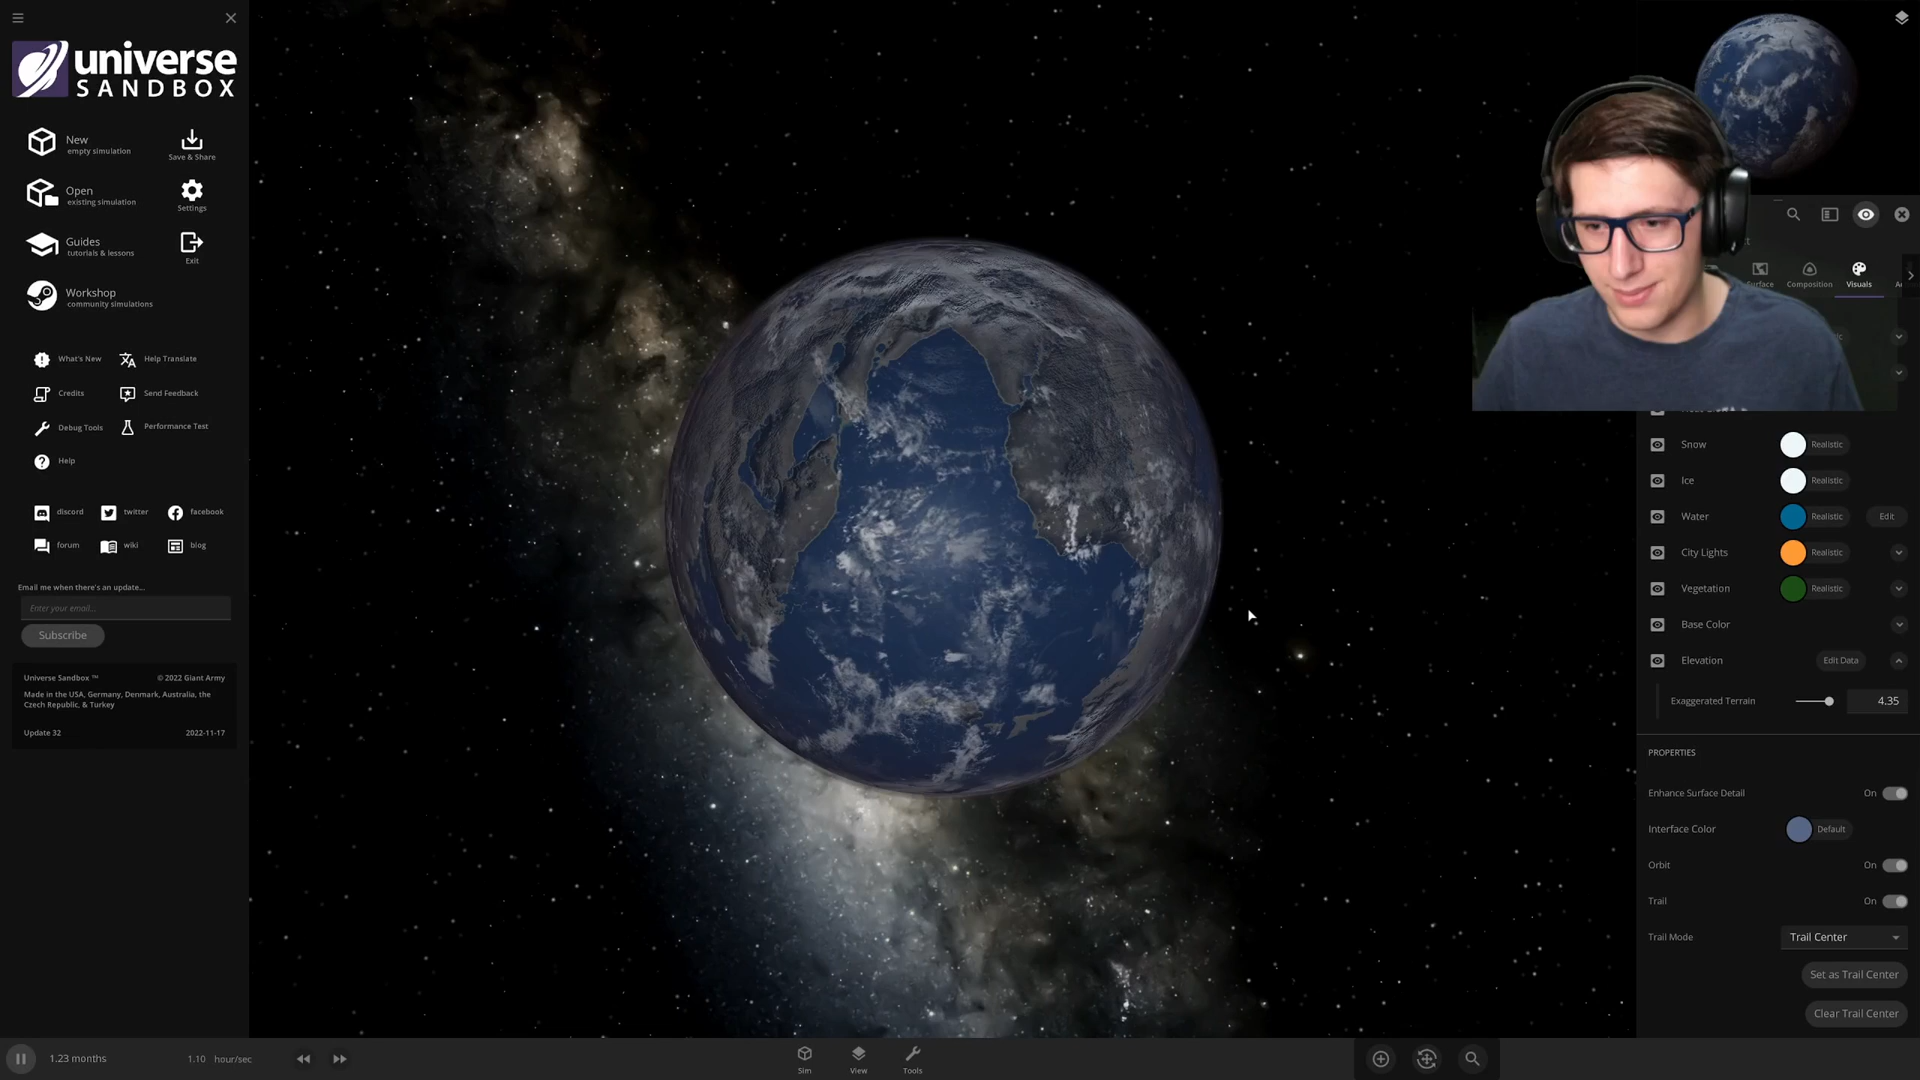 universe
SANDBOX
New
empty simulation
Save & Share
Open
existing simulation
Settings
Guides
tutorials & lessons
Exit
Workshop
community simulations
What's New
Help Translate
Credits
Send Feedback
Debug Tools
Performance Test
Help
discord
twitter
facebook
forum
wiki
blog
Email me when there's an update...
Enter your email...
Subscribe
Universe Sandbox ™
© 2022 Giant Army
Made in the USA, Germany, Denmark, Australia, the
Czech Republic, & Turkey
Update 32
2022-11-17
Composition
Visuals
Snow
Realistic
Ice
Realistic
Water
Realistic
Edit
City Lights
Realistic
Vegetation
Realistic
Base Color
Elevation
Edit Data
Exaggerated Terrain
4.35
PROPERTIES
Enhance Surface Detail
On
Interface Color
Default
Orbit
On
Trail
On
Trail Mode
Trail Center
Set as Trail Center
Clear Trail Center
1.23 months
1.10 hour/sec
Sim
View
Tools